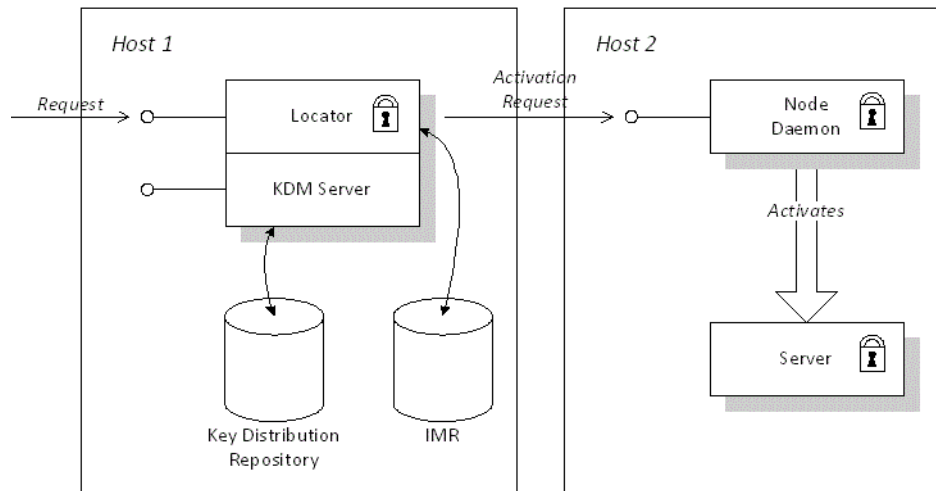 Host 1
Host 2
Request
Locator
KDM Server
Activation
Request
Node
Daemon
Activates
Server
Key Distribution
Repository
IMR